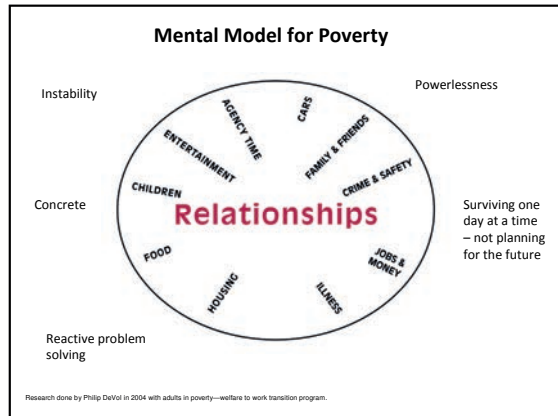 Mental Model for Poverty
Instability
Powerlessness
AGENCY TIME
CARS
ENTERTAINMENT
FAMILY & FRIENDS
CHILDREN
CRIME & SAFETY
Concrete
Relationships
Surviving one
day at a time
– not planning
for the future
FOOD
JOBS &
MONEY
HOUSING
ILLNESS
Reactive problem
solving
Research done by Philip DeVol in 2004 with adults in poverty—welfare to work transition program.